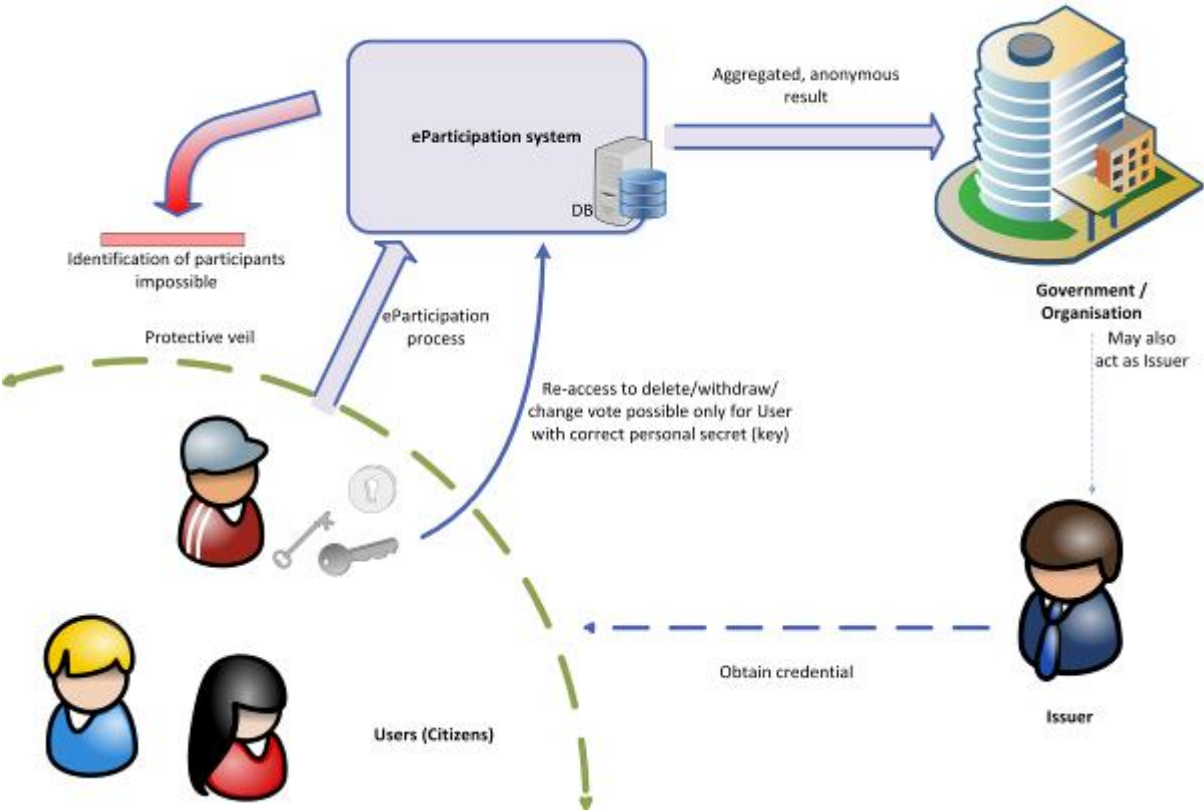 Aggregated, anonymous
result
eParticipation system
DB
Identification of participants
impossible
Government /
Organisation
May also
act as Issuer
eParticipation
process
Protective veil
Re-access to delete/withdraw/
change vote possible only for User
with correct personal secret (key)
Obtain credential
Issuer
Users (Citizens)